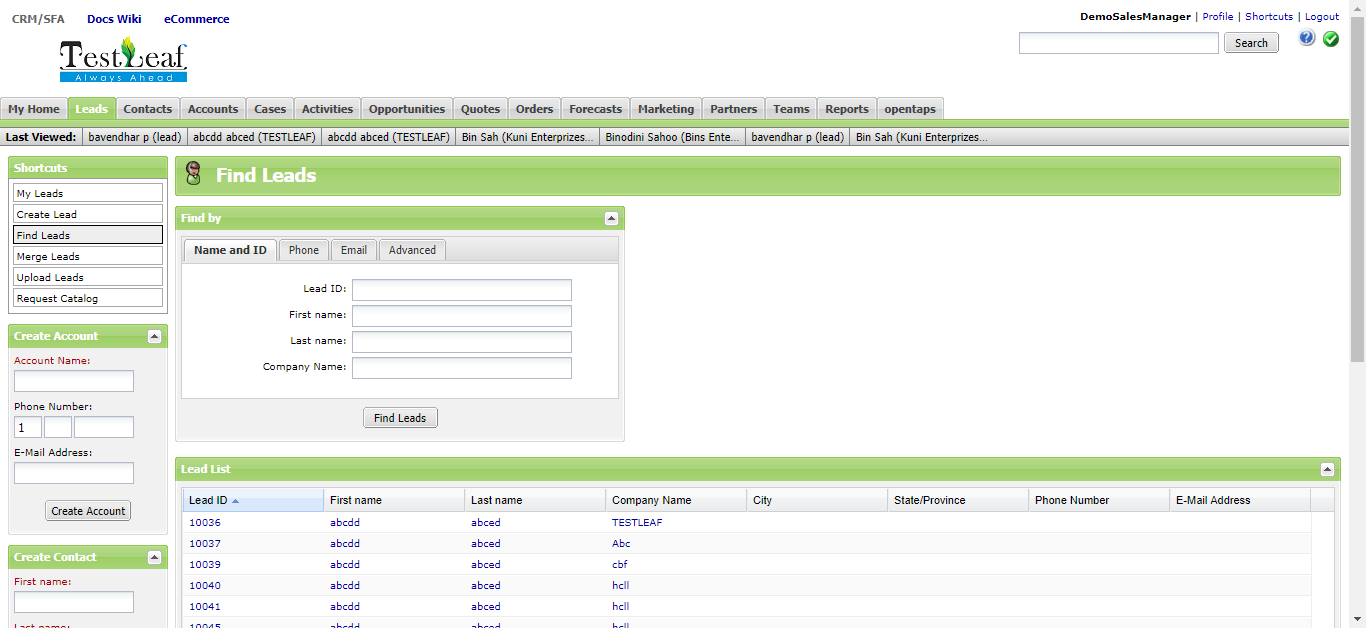 CRM/SFA Docs Wiki eCommerce
DemoSalesManager | Profile | Shortcuts | Logout
TestLeaf
Always Ahead
Search
?
My Home Leads Contacts Accounts Cases Activities Opportunities Quotes Orders Forecasts Marketing Partners Teams Reports opentaps
Last Viewed: bavendhar p (lead) abcdd abced (TESTLEAF) abcdd abced (TESTLEAF) Bin Sah (Kuni Enterprizes... Binodini Sahoo (Bins Ente... bavendhar p (lead) Bin Sah (Kuni Enterprizes...
Shortcuts
My Leads
Create Lead
Find Leads
Merge Leads
Upload Leads
Request Catalog
Create Account
Account Name:
Phone Number:
1
E-Mail Address:
Create Account
Create Contact
First name:
Last name:
Find Leads
Find by
Name and ID Phone Email Advanced
Lead ID:
First name:
Last name:
Company Name:
Find Leads
Lead List
Lead ID First name Last name Company Name City State/Province Phone Number E-Mail Address
10036 abcdd abced TESTLEAF
10037 abcdd abced Abc
10039 abcdd abced cbf
10040 abcdd abced hcll
10041 abcdd abced hcll
10045 abcdd abced hcll